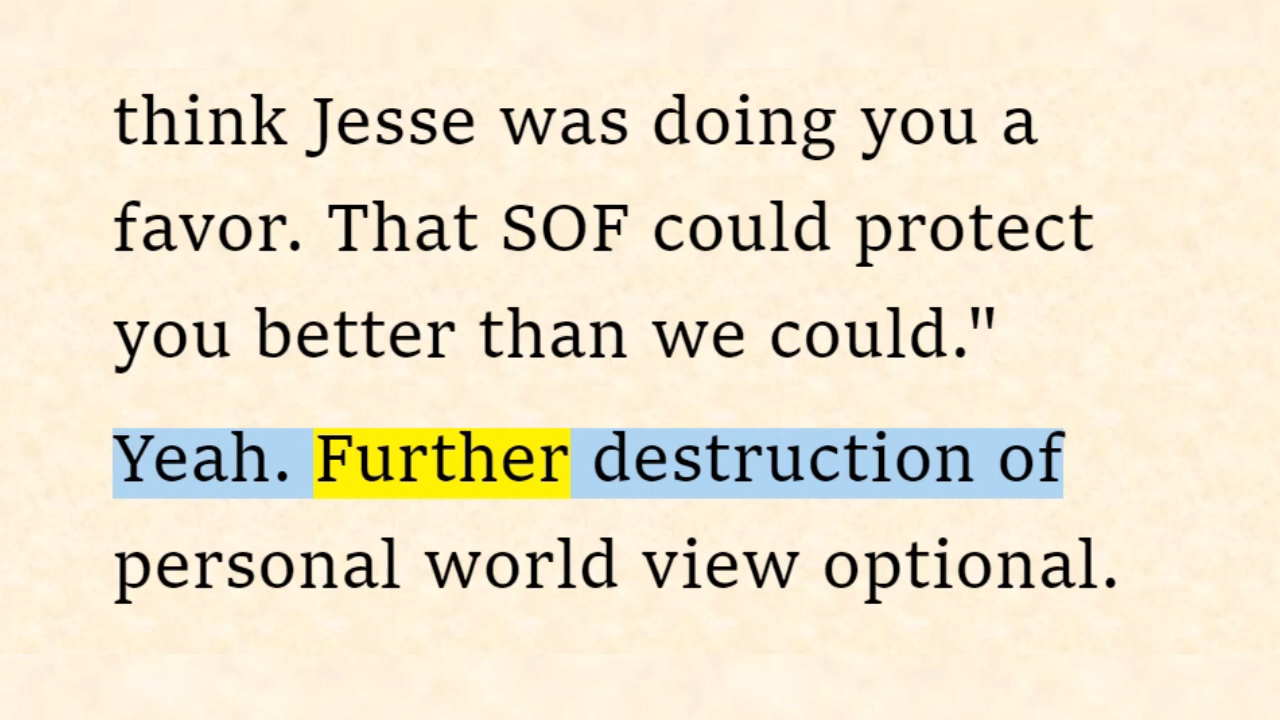 think Jesse was doing you a
favor. That SOF could protect
you better than we could."
Yeah. Further destruction of
personal world view optional.